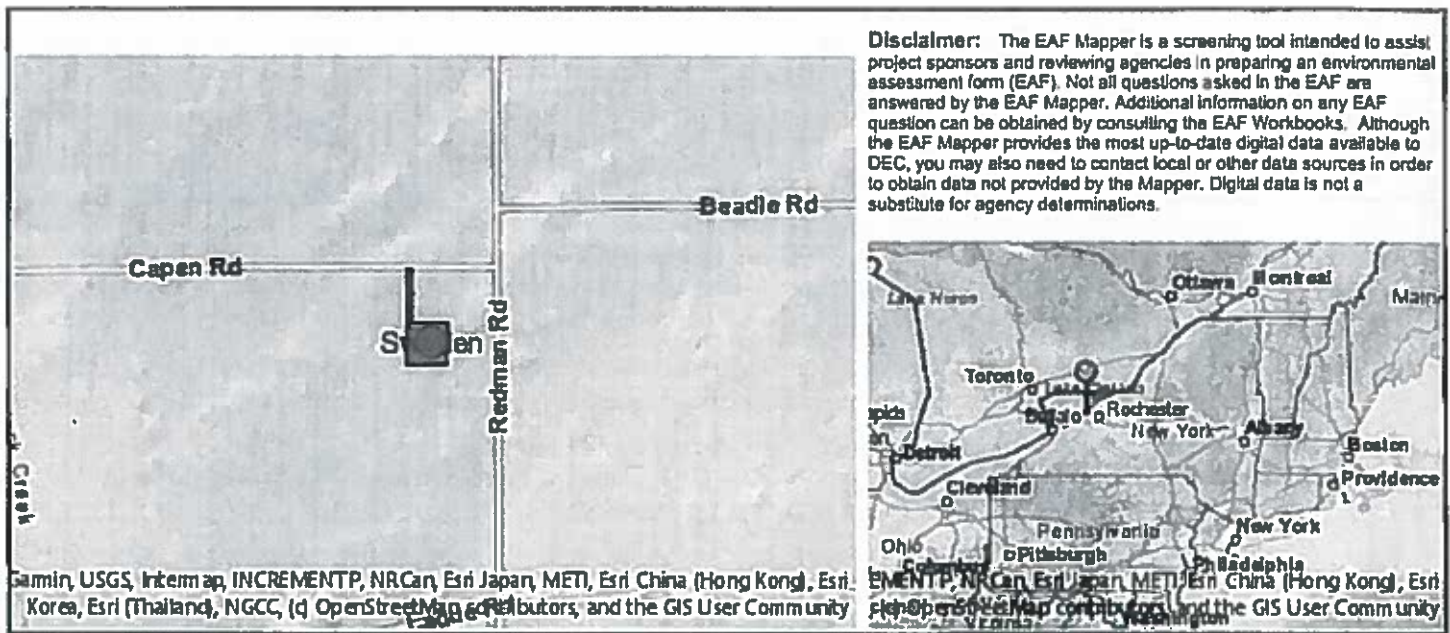 Disclaimer: The EAF Mapper is a screening tool intended to assist
project sponsors and reviewing agencies in preparing an environmental
assessment form (EAF). Not all questions asked in the EAF are
answered by the EAF Mapper. Additional information on any EAF
question can be obtained by consulting the EAF Workbooks. Although
the EAF Mapper provides the most up-to-date digital data available to
DEC, you may also need to contact local or other data sources in order
to obtain data not provided by the Mapper. Digital data is not a
substitute for agency determinations.
Beadle Rd
Capen Rd
Redman Rd
Creek
Garmin, USGS, Intermap, INCREMENT P, NRCan, Esri Japan, METI, Esri China (Hong Kong), Esri
Korea, Esri (Thailand), NGCC, (c) OpenStreetMap contributors, and the GIS User Community
Ottawa
Montreal
Toronto
Rochester
Buffalo
New York
Albany
Detroit
Boston
Providence
Cleveland
Pennsylvania
New York
Ohio
Pittsburgh
Philadelphia
EMENT P, NRCan, Esri Japan, METI, Esri China (Hong Kong), Esri
OpenStreetMap contributors, and the GIS User Community
Washington